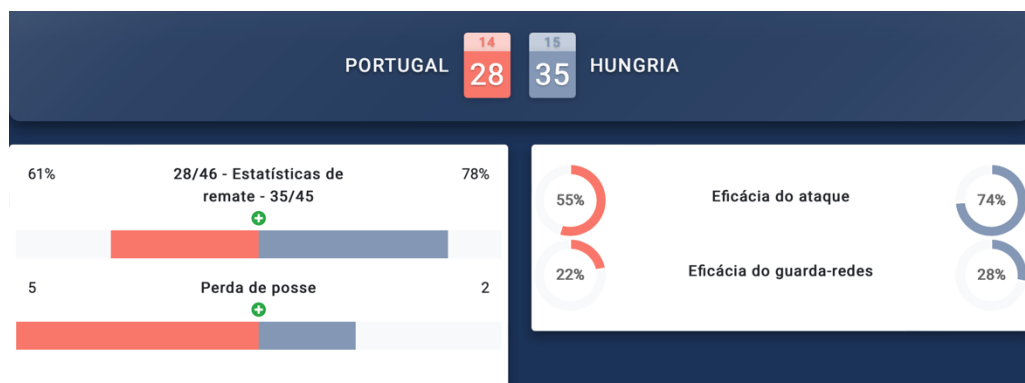 14 15
PORTUGAL 28 35 HUNGRIA
61% 28/46 - Estatísticas de 78%
remate - 35/45
5 Perda de posse 2
55% Eficácia do ataque 74%
22% Eficácia do guarda-redes 28%